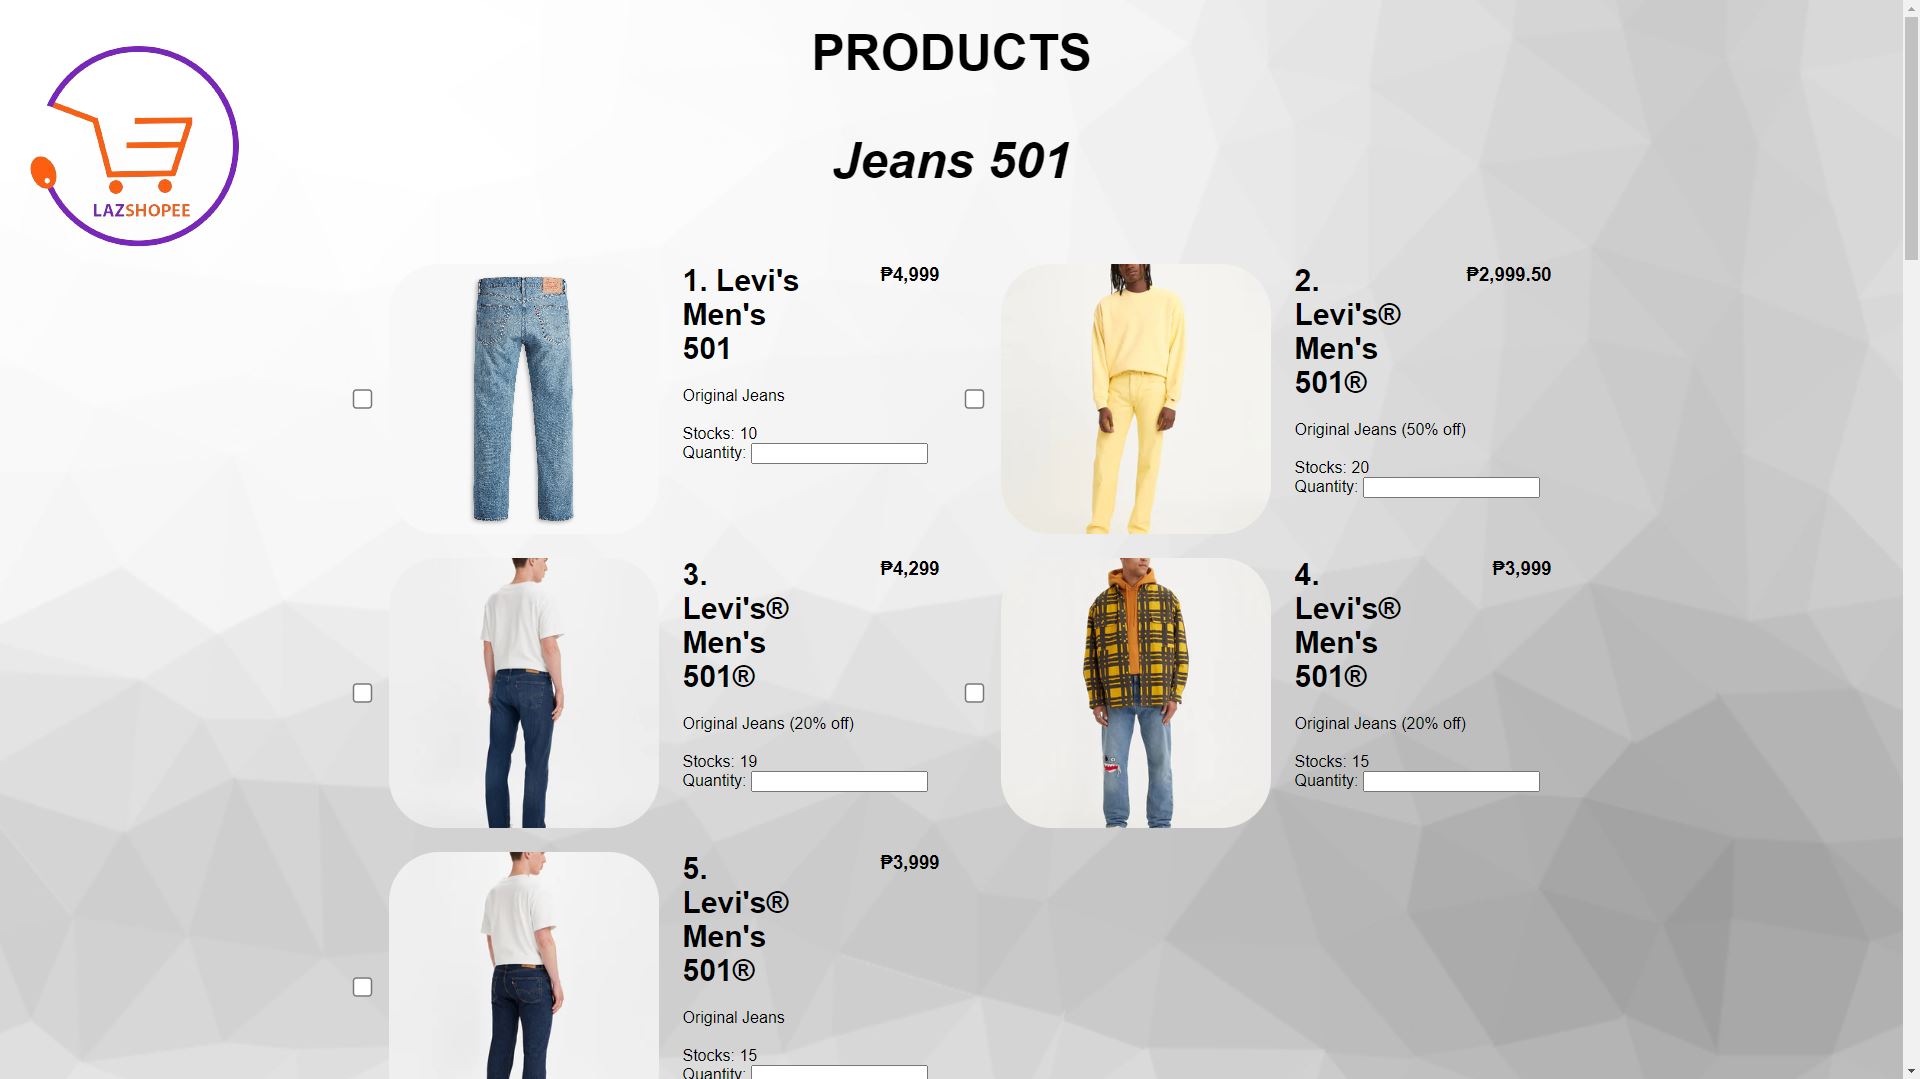 PRODUCTS
LAZSHOPEE
Jeans 501
1. Levi's
Men's
501
₱4,999
Original Jeans
Stocks: 10
Quantity:
2.
Levi's®
Men's
501®
₱2,999.50
Original Jeans (50% off)
Stocks: 20
Quantity:
3.
Levi's®
Men's
501®
₱4,299
Original Jeans (20% off)
Stocks: 19
Quantity:
4.
Levi's®
Men's
501®
₱3,999
Original Jeans (20% off)
Stocks: 15
Quantity:
5.
Levi's®
Men's
501®
₱3,999
Original Jeans
Stocks: 15
Quantity: